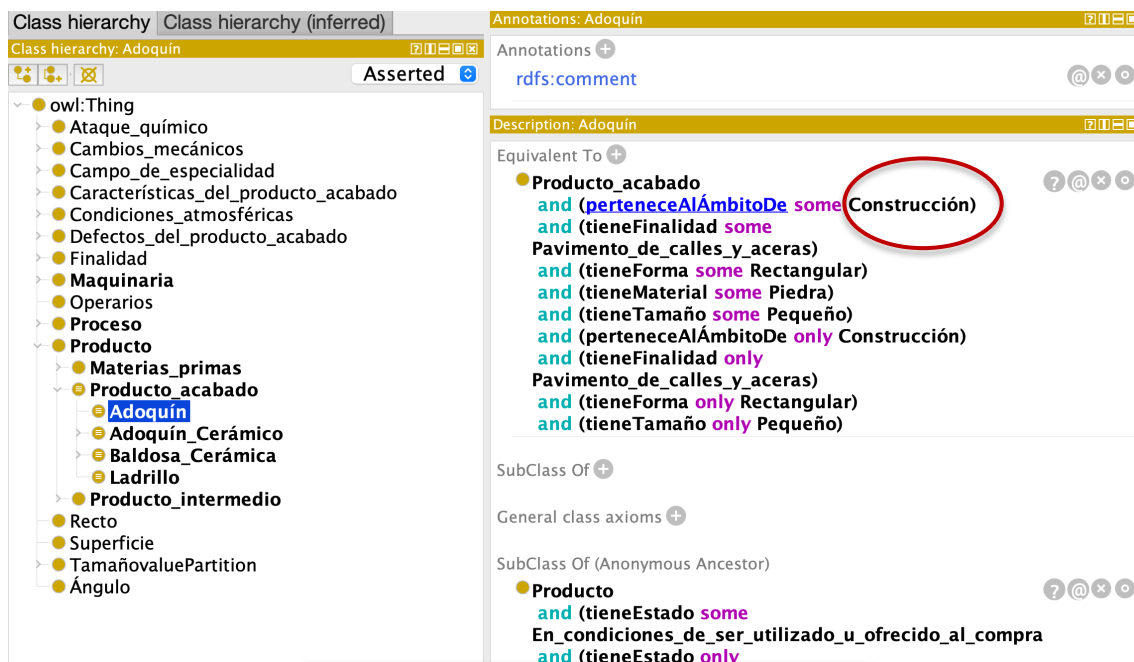 Class hierarchy Class hierarchy (inferred)
Class hierarchy: Adoquín
Asserted
owl:Thing
Ataque_químico
Cambios_mecánicos
Campo_de_especialidad
Características_del_producto_acabado
Condiciones_atmosféricas
Defectos_del_producto_acabado
Finalidad
Maquinaria
Operarios
Proceso
Producto
Materias_primas
Producto_acabado
Adoquín
Adoquín_Cerámico
Baldosa_Cerámica
Ladrillo
Producto_intermedio
Recto
Superficie
TamañovaluePartition
Ángulo
Annotations: Adoquín
Annotations
rdfs:comment
Description: Adoquín
Equivalent To
Producto_acabado
and (perteneceAlÁmbitoDe some Construcción)
and (tieneFinalidad some
Pavimento_de_calles_y_aceras)
and (tieneForma some Rectangular)
and (tieneMaterial some Piedra)
and (tieneTamaño some Pequeño)
and (perteneceAlÁmbitoDe only Construcción)
and (tieneFinalidad only
Pavimento_de_calles_y_aceras)
and (tieneForma only Rectangular)
and (tieneTamaño only Pequeño)
SubClass Of
General class axioms
SubClass Of (Anonymous Ancestor)
Producto
and (tieneEstado some
En_condiciones_de_ser_utilizado_u_ofrecido_al_compra
and (tieneEstado only